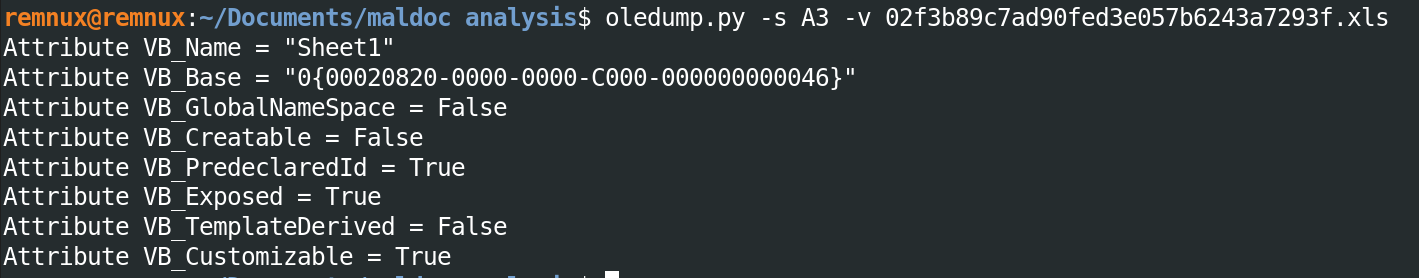 remnux@remnux:~/Documents/maldoc analysis$ oledump.py -s A3 -v 02f3b89c7ad90fed3e057b6243a7293f.xls
Attribute VB_Name = "Sheet1"
Attribute VB_Base = "0{00020820-0000-0000-C000-000000000046}"
Attribute VB_GlobalNameSpace = False
Attribute VB_Creatable = False
Attribute VB_PredeclaredId = True
Attribute VB_Exposed = True
Attribute VB_TemplateDerived = False
Attribute VB_Customizable = True